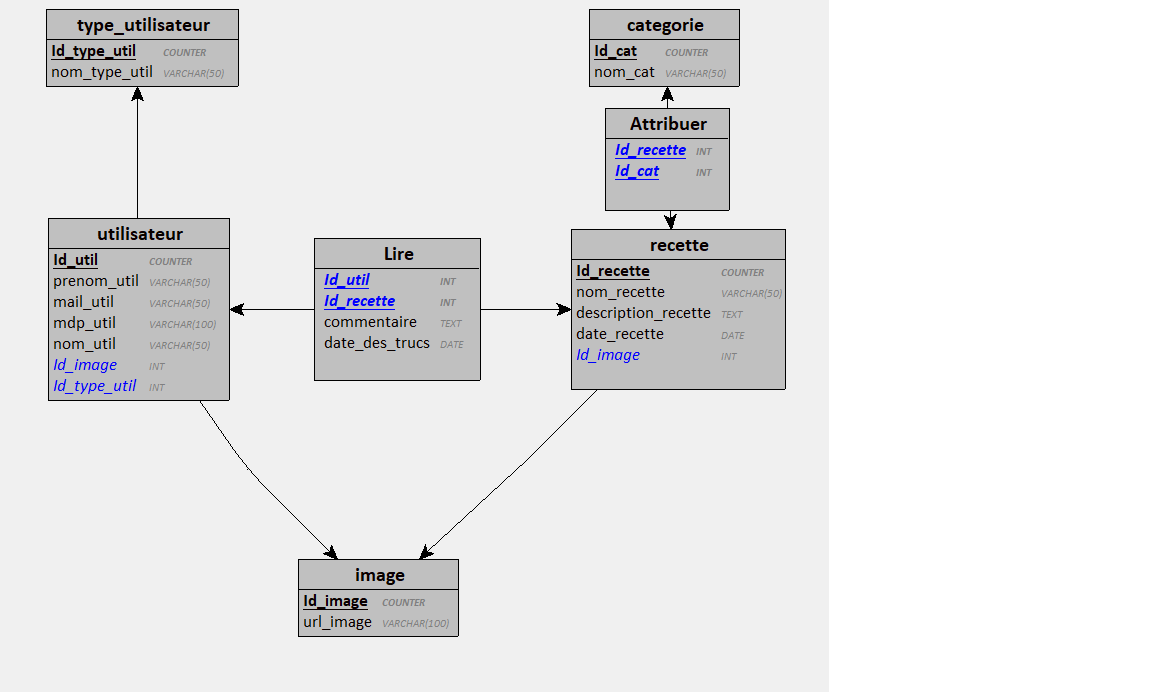 type_utilisateur
Id_type_util COUNTER
nom_type_util VARCHAR(50)
categorie
Id_cat COUNTER
nom_cat VARCHAR(50)
Attribuer
Id_recette INT
Id_cat INT
utilisateur
Id_util COUNTER
prenom_util VARCHAR(50)
mail_util VARCHAR(50)
mdp_util VARCHAR(100)
nom_util VARCHAR(50)
Id_image INT
Id_type_util INT
Lire
Id_util INT
Id_recette INT
commentaire TEXT
date_des_trucs DATE
recette
Id_recette COUNTER
nom_recette VARCHAR(50)
description_recette TEXT
date_recette DATE
Id_image INT
image
Id_image COUNTER
url_image VARCHAR(100)